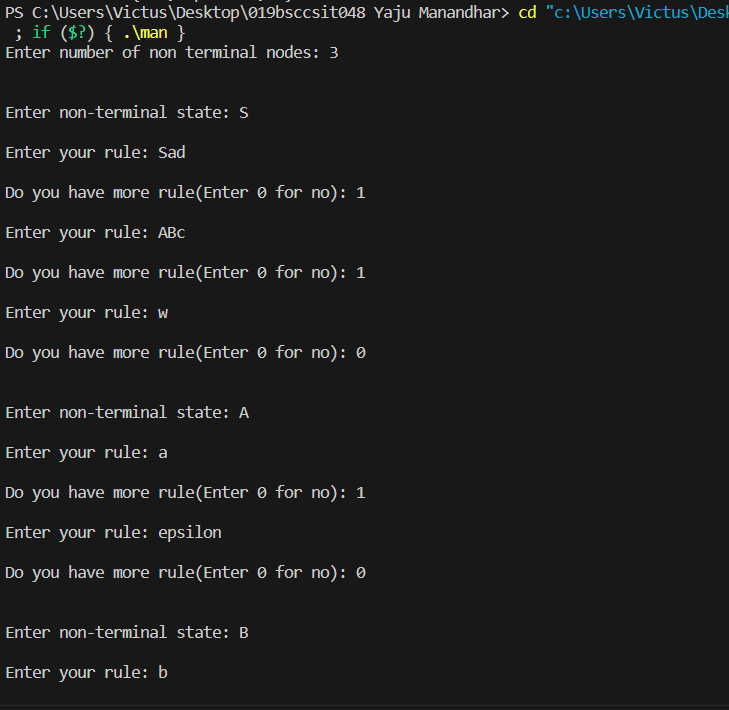 PS C:\Users\Victus\Desktop\019bsccsit048 Yaju Manandhar> cd "c:\Users\Victus\Desk
; if ($?) { .\man }
Enter number of non terminal nodes: 3
Enter non-terminal state: S
Enter your rule: Sad
Do you have more rule(Enter 0 for no): 1
Enter your rule: ABc
Do you have more rule(Enter 0 for no): 1
Enter your rule: w
Do you have more rule(Enter 0 for no): 0
Enter non-terminal state: A
Enter your rule: a
Do you have more rule(Enter 0 for no): 1
Enter your rule: epsilon
Do you have more rule(Enter 0 for no): 0
Enter non-terminal state: B
Enter your rule: b